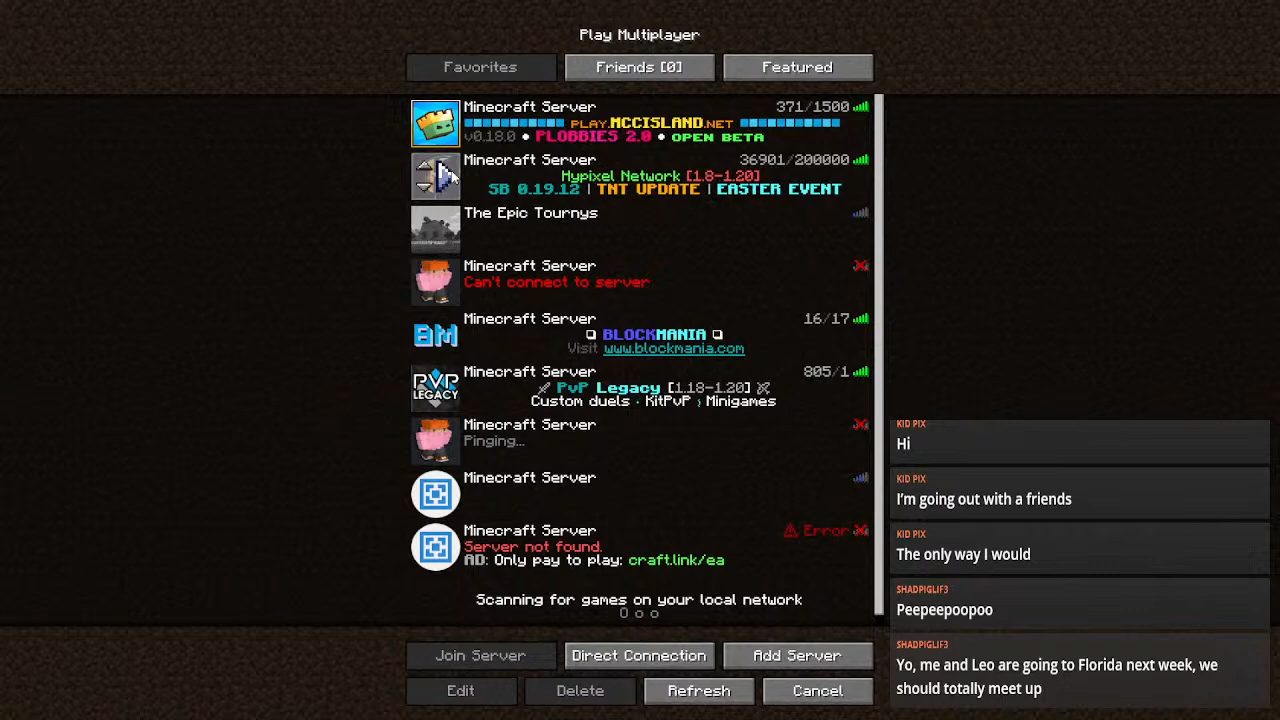 Play Multiplayer
Favorites
Friends [0]
Featured
Minecraft Server 371/1500
PLAY.MCCISLAND.NET
v0.18.0 • PLOBBIES 2.0 • OPEN BETA
Minecraft Server 36901/200000
Hypixel Network [1.8-1.20]
SB 0.19.12 | TNT UPDATE | EASTER EVENT
The Epic Tournys
Minecraft Server
Can't connect to server
BM
Minecraft Server 16/17
BLOCKMANIA
Visit www.blockmania.com
PVP LEGACY
Minecraft Server 805/1
PvP Legacy [1.18-1.20]
Custom duels · KitPvP › Minigames
Minecraft Server
Pinging...
Minecraft Server
Minecraft Server ⚠ Error
Server not found.
AD: Only pay to play: craft.link/ea
Scanning for games on your local network
O o o
Join Server
Direct Connection
Add Server
Edit
Delete
Refresh
Cancel
KID PIX
Hi
KID PIX
I'm going out with a friends
KID PIX
The only way I would
SHADPIGLIF3
Peepeepoopoo
SHADPIGLIF3
Yo, me and Leo are going to Florida next week, we
should totally meet up